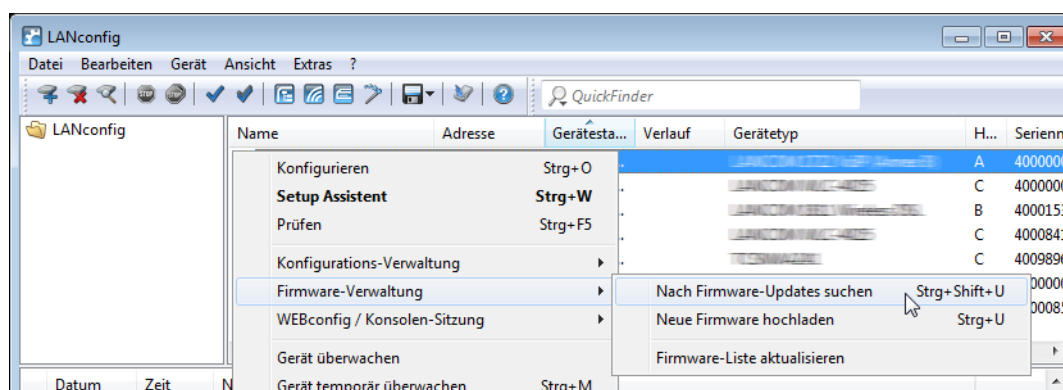 LANconfig
Datei Bearbeiten Gerät Ansicht Extras ?
QuickFinder
LANconfig
Name Adresse Gerätesta... Verlauf Gerätetyp H... Serienn
A 4000000
C 4000000
B 400015
C 400084
C 400989
Konfigurieren Strg+O
Setup Assistent Strg+W
Prüfen Strg+F5
Konfigurations-Verwaltung
Firmware-Verwaltung
WEBconfig / Konsolen-Sitzung
Gerät überwachen
Gerät temporär überwachen Strg+M
Nach Firmware-Updates suchen Strg+Shift+U
Neue Firmware hochladen Strg+U
Firmware-Liste aktualisieren
Datum Zeit N